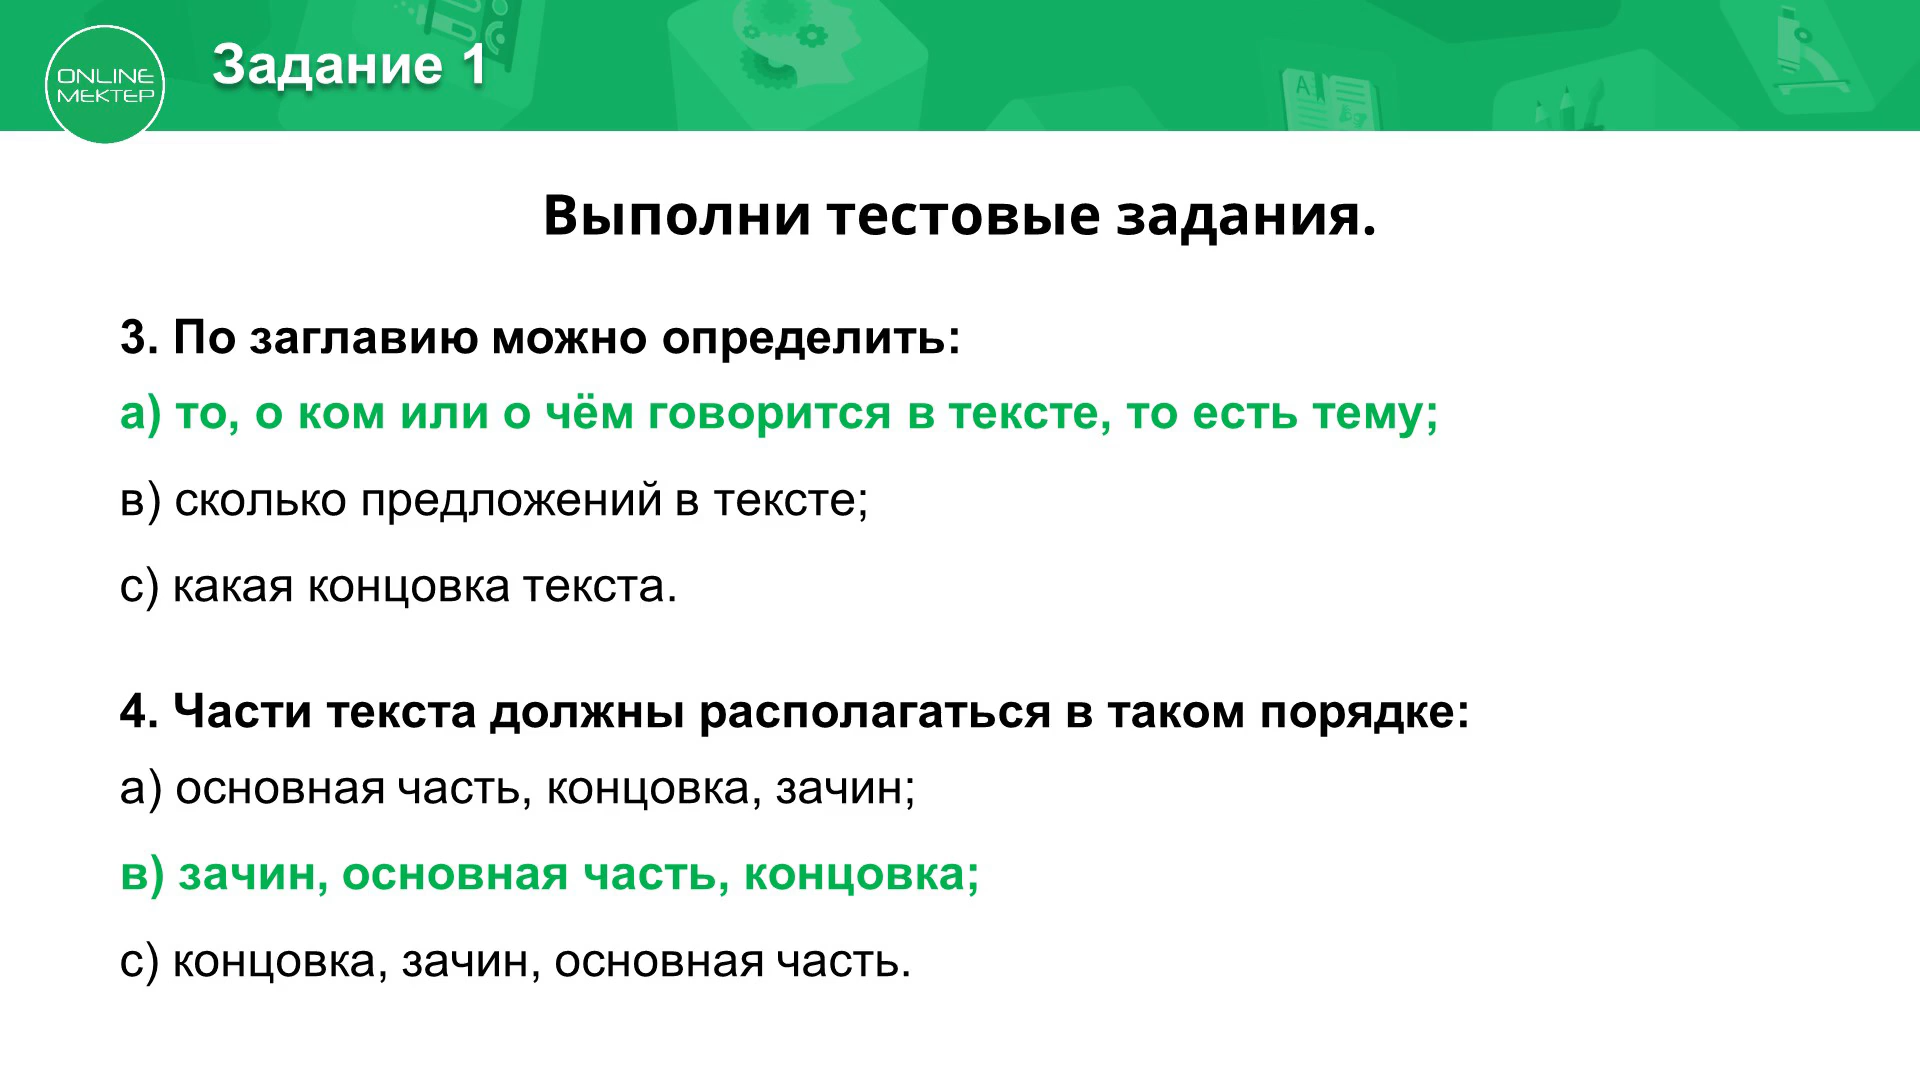 ONLINE
МЕКТЕР
Задание 1
Выполни тестовые задания.
3. По заглавию можно определить:
а) то, о ком или о чём говорится в тексте, то есть тему;
в) сколько предложений в тексте;
с) какая концовка текста.
4. Части текста должны располагаться в таком порядке:
а) основная часть, концовка, зачин;
в) зачин, основная часть, концовка;
с) концовка, зачин, основная часть.